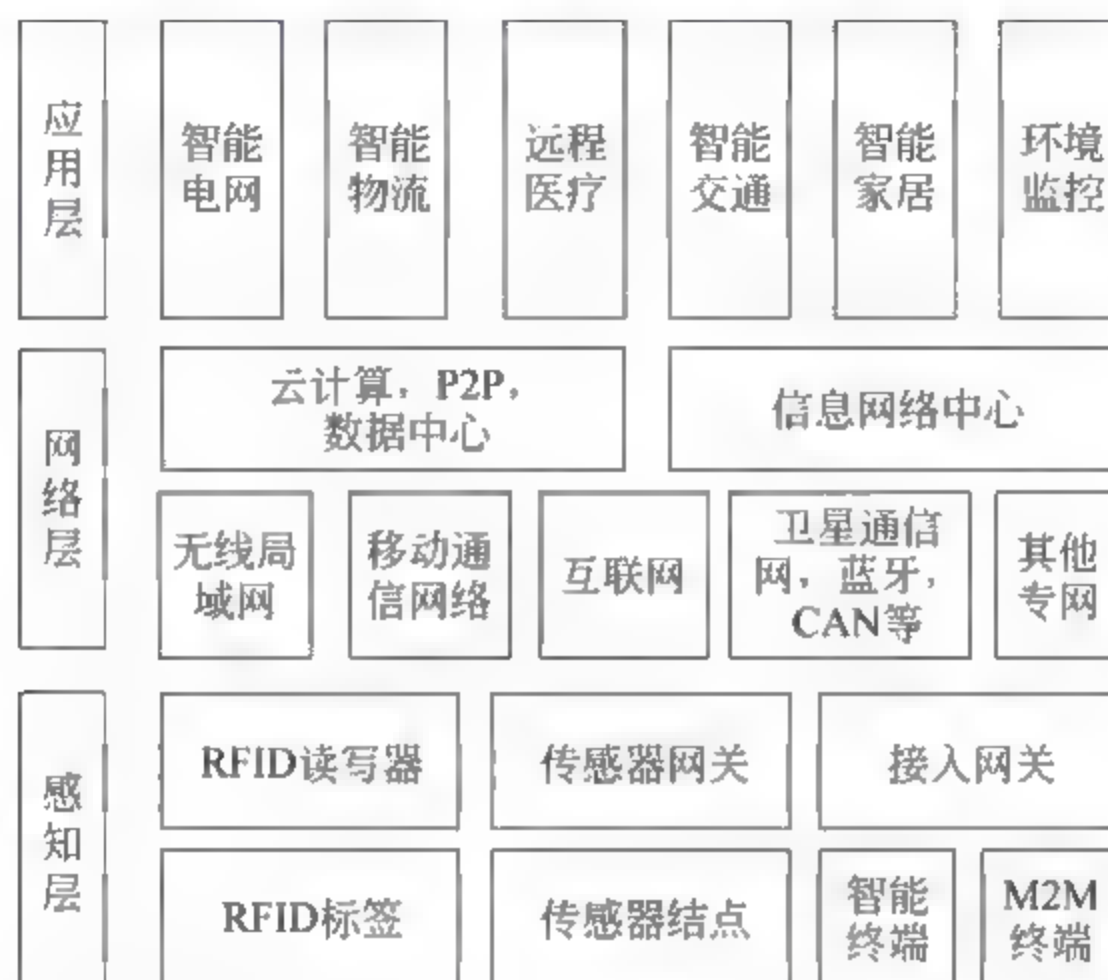 应
用
层
智能
电网
智能
物流
远程
医疗
智能
交通
智能
家居
环境
监控
网
络
层
云计算，P2P，
数据中心
信息网络中心
无线局
域网
移动通
信网络
互联网
卫星通信
网，蓝牙，
CAN等
其他
专网
感
知
层
RFID读写器
传感器网关
接入网关
RFID标签
传感器结点
智能
终端
M2M
终端